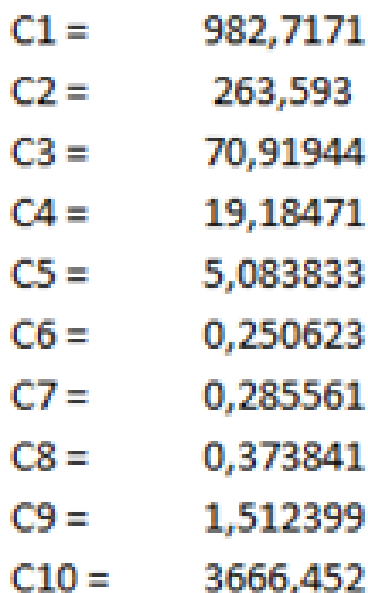 C1 = 982,7171
C2 = 263,593
C3 = 70,91944
C4 = 19,18471
C5 = 5,083833
C6 = 0,250623
C7 = 0,285561
C8 = 0,373841
C9 = 1,512399
C10 = 3666,452